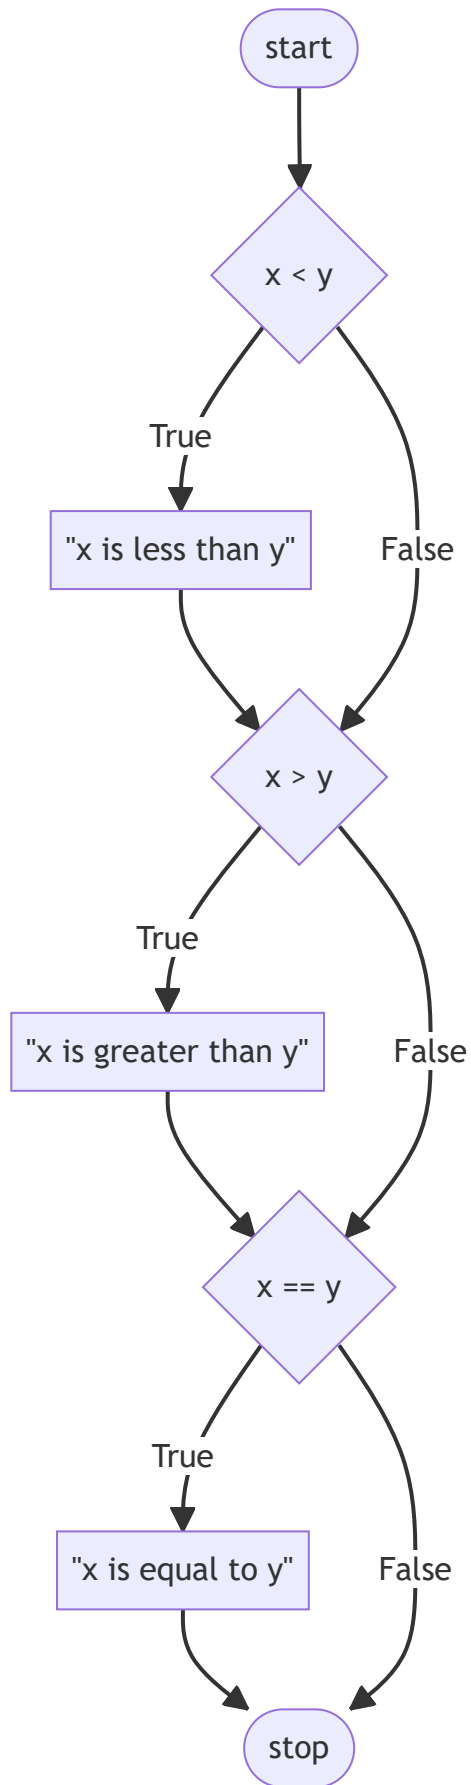 start
x < y
True
"x is less than y"
False
x > y
True
"x is greater than y"
False
x == y
True
"x is equal to y"
False
stop